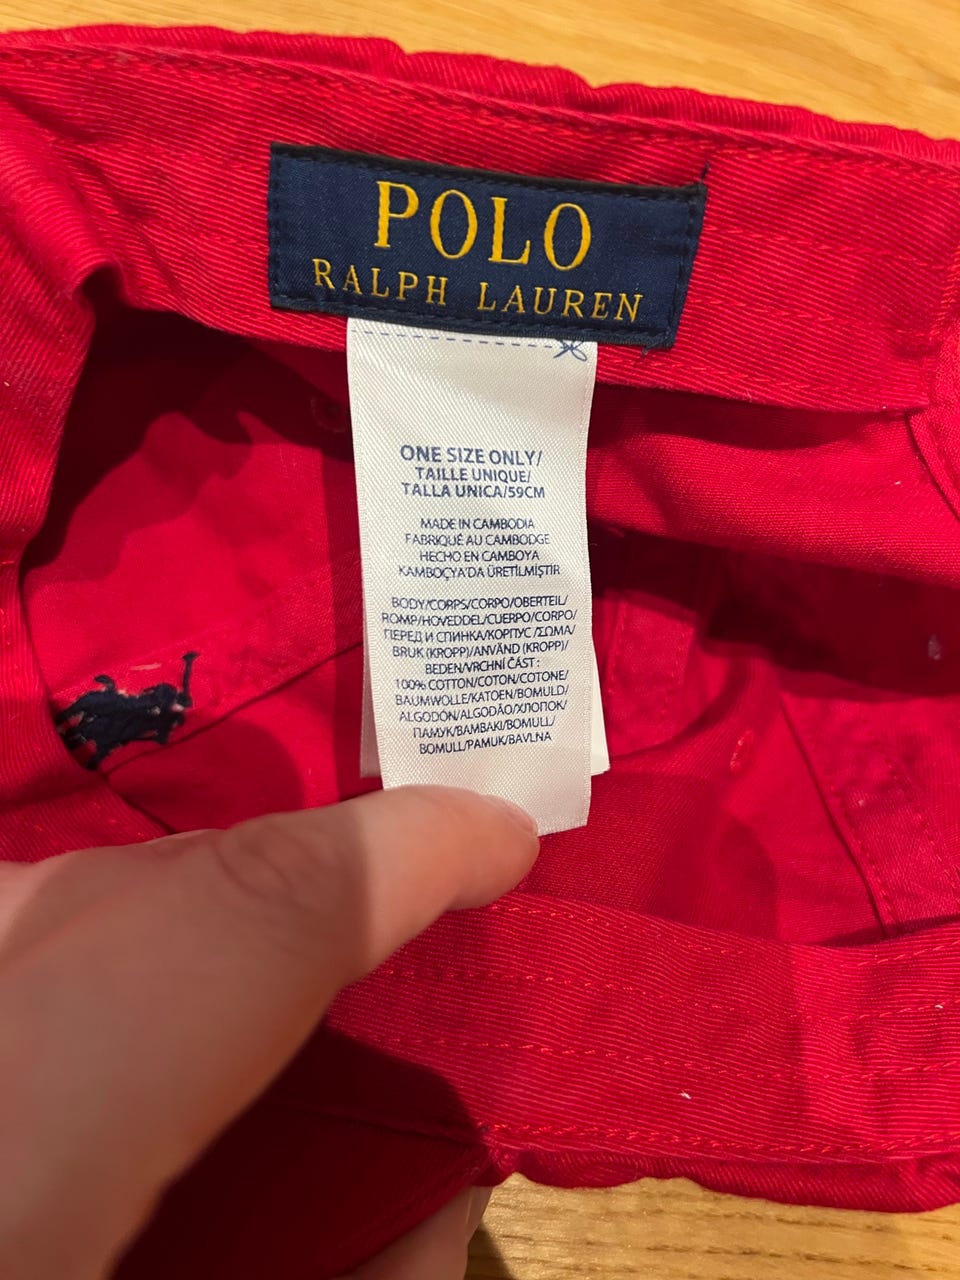 POLO
RALPH LAUREN
ONE SIZE ONLY/
TAILLE UNIQUE/
TALLA UNICA/59CM
MADE IN CAMBODIA
FABRIQUÉ AU CAMBODGE
HECHO EN CAMBOYA
KAMBOÇYA'DA ÜRETİLMİŞTİR
BODY/CORPS/CORPO/OBERTEIL/
ROMP/HOVEDDEL/CUERPO/CORPO/
ПЕРЕД И СПИНКА/КОРПУС /ΣΩΜΑ/
BRUK (KROPP)/ANVÄND (KROPP)/
BEDEN/VRCHNÍ ČÁST :
100% COTTON/COTON/COTONE/
BAUMWOLLE/KATOEN/BOMULD/
ALGODÓN/ALGODÃO/ХЛОПОК/
ПАМУК/ΒΑΜΒΑΚΙ/BOMULL/
BOMULL/PAMUK/BAVLNA